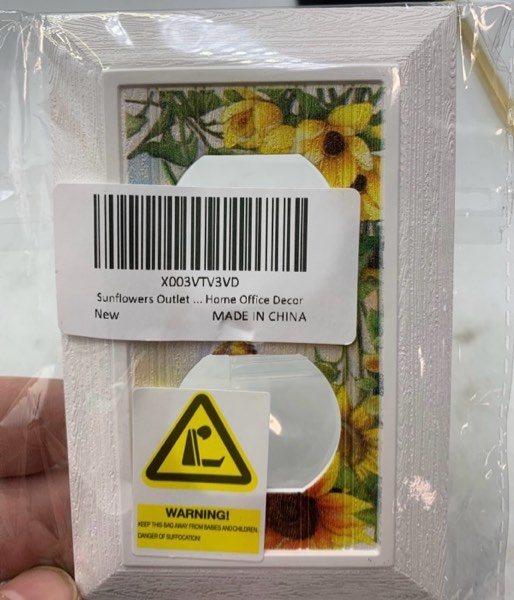 X003VTV3VD
Sunflowers Outlet ... Home Office Decor
New MADE IN CHINA
WARNING!
KEEP THIS BAG AWAY FROM BABIES AND CHILDREN.
DANGER OF SUFFOCATION!